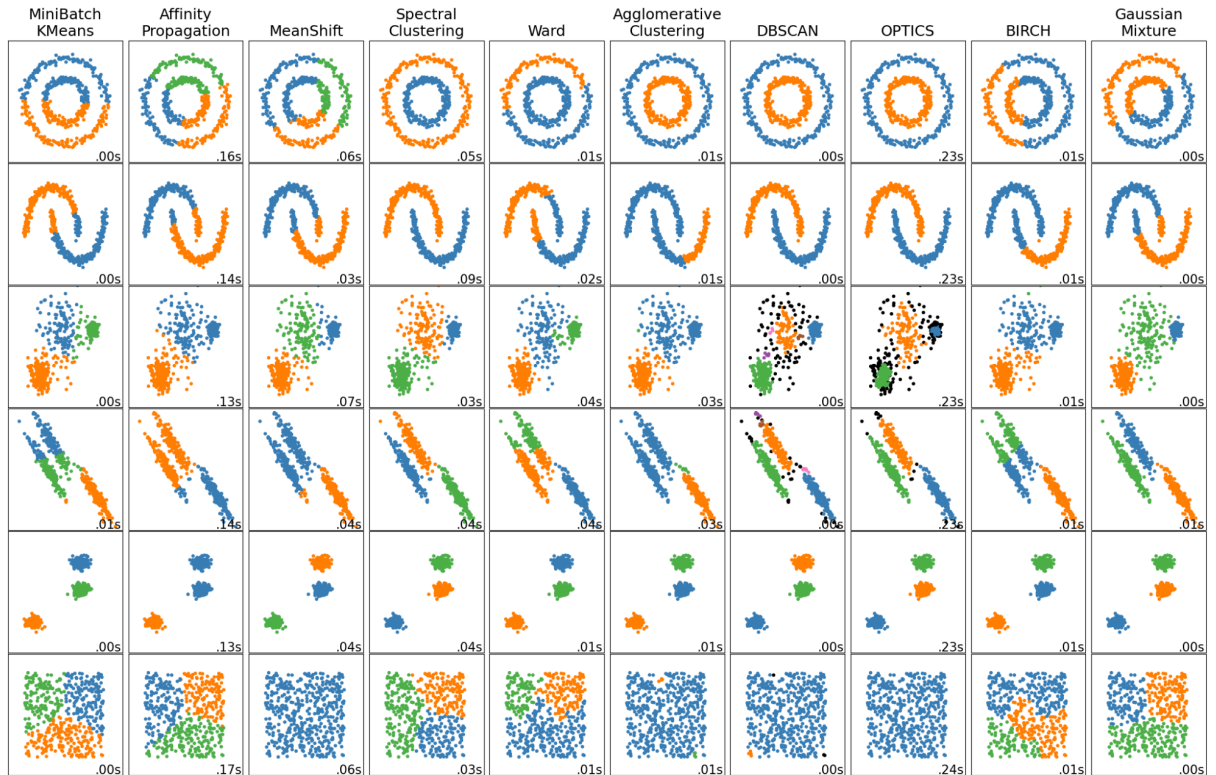 MiniBatch
KMeans
Affinity
Propagation
MeanShift
Spectral
Clustering
Ward
Agglomerative
Clustering
DBSCAN
OPTICS
BIRCH
Gaussian
Mixture
.00s .16s .06s .05s .01s .01s .00s .23s .01s .00s
.00s .14s .03s .09s .02s .01s .00s .23s .01s .00s
.00s .13s .07s .03s .04s .03s .00s .23s .01s .00s
.01s .14s .04s .04s .04s .03s .00s .23s .01s .01s
.00s .13s .04s .04s .01s .01s .00s .23s .01s .00s
.00s .17s .06s .03s .01s .01s .00s .24s .01s .00s